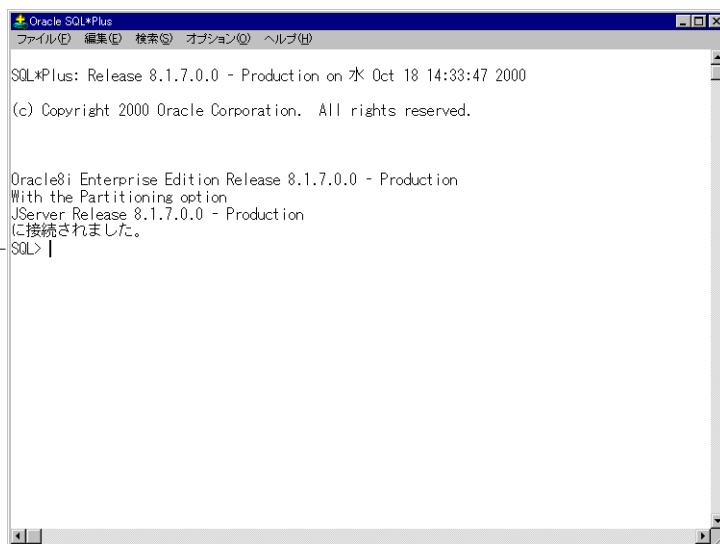 Oracle SQL*Plus
ファイル(F) 編集(E) 検索(S) オプション(O) ヘルプ(H)
SQL*Plus: Release 8.1.7.0.0 - Production on 水 Oct 18 14:33:47 2000
(c) Copyright 2000 Oracle Corporation.  All rights reserved.
Oracle8i Enterprise Edition Release 8.1.7.0.0 - Production
With the Partitioning option
JServer Release 8.1.7.0.0 - Production
に接続されました。
SQL>